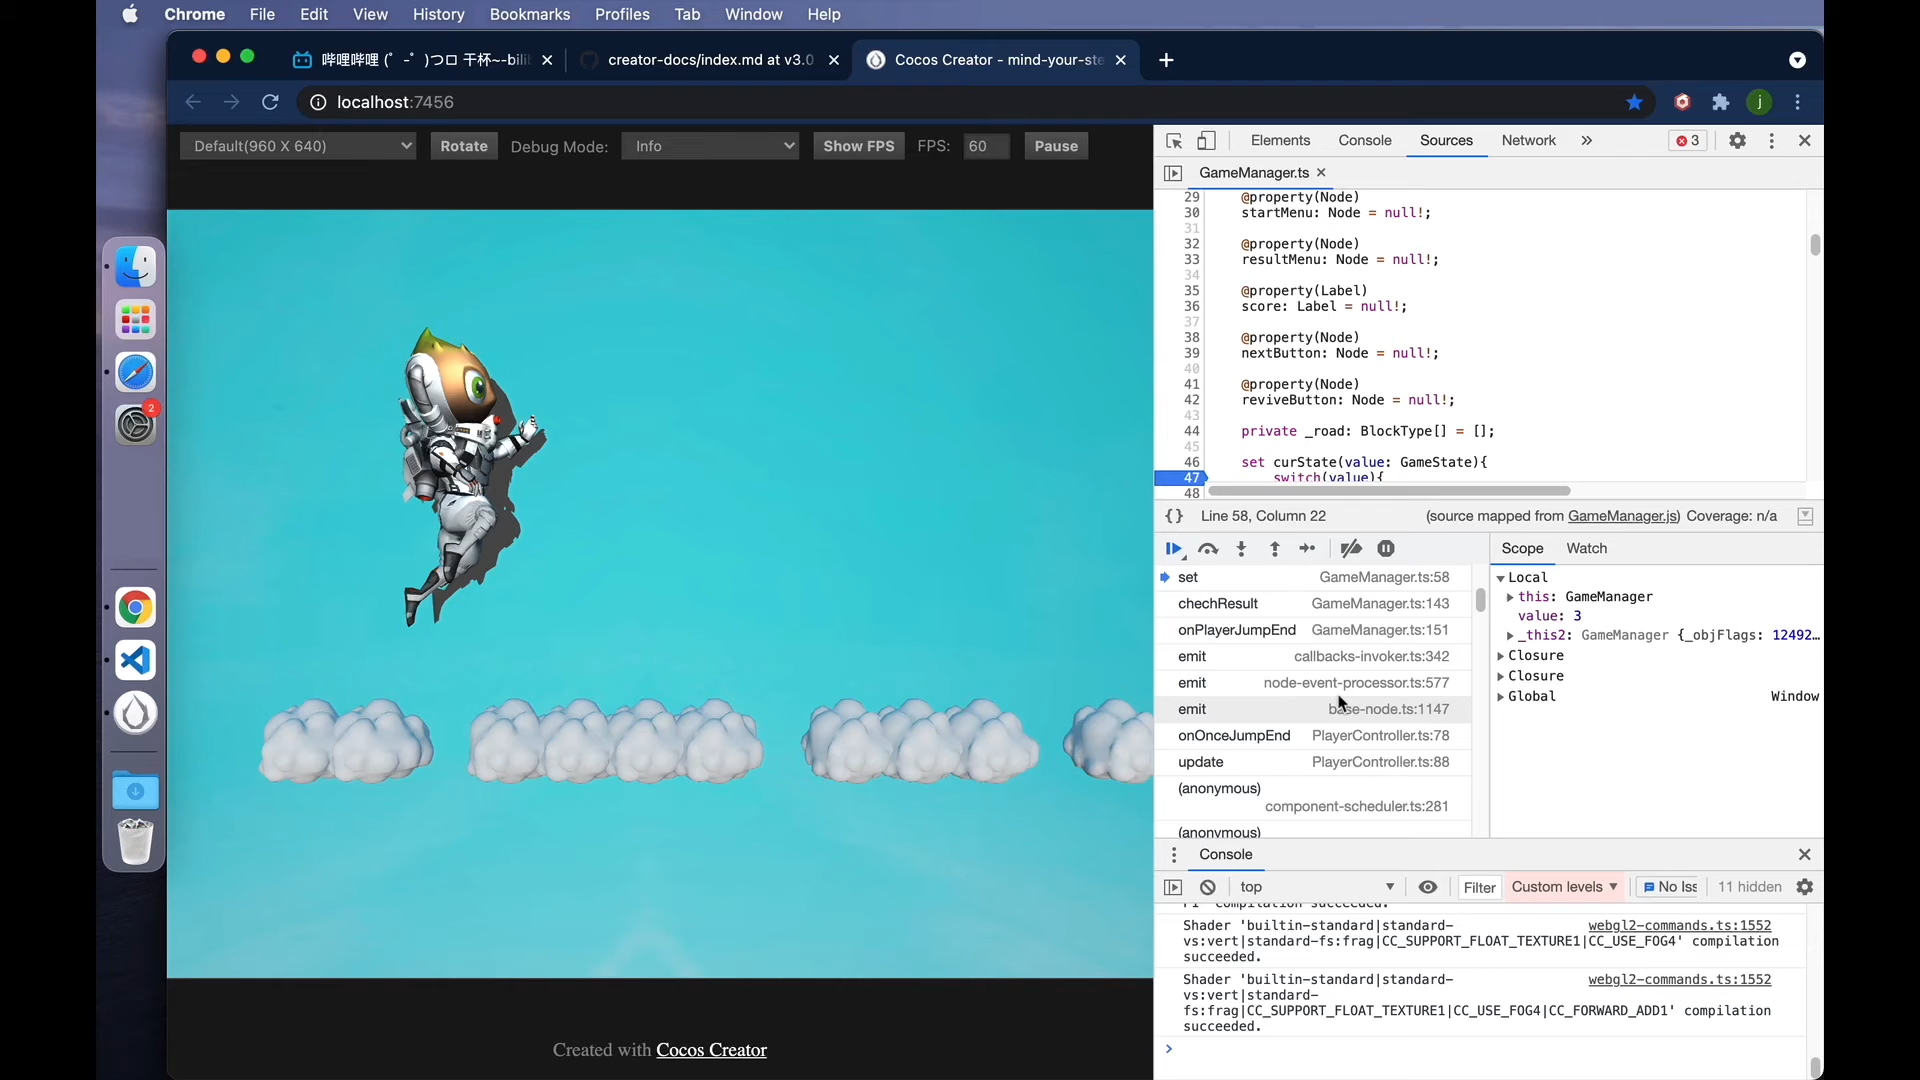 Chrome File Edit View History Bookmarks Profiles Tab Window Help
哔哩哔哩 (゜-゜)つロ 干杯~-bili
creator-docs/index.md at v3.0
Cocos Creator - mind-your-ste
localhost:7456
j
Default(960 X 640)
Rotate
Debug Mode:
Info
Show FPS
FPS:
60
Pause
2
Created with Cocos Creator
Elements Console Sources Network » 3
GameManager.ts
29 @property(Node)
30 startMenu: Node = null!;
31
32 @property(Node)
33 resultMenu: Node = null!;
34
35 @property(Label)
36 score: Label = null!;
37
38 @property(Node)
39 nextButton: Node = null!;
40
41 @property(Node)
42 reviveButton: Node = null!;
43
44 private _road: BlockType[] = [];
45
46 set curState(value: GameState){
47 switch(value){
48
{} Line 58, Column 22 (source mapped from GameManager.js) Coverage: n/a
set GameManager.ts:58
chechResult GameManager.ts:143
onPlayerJumpEnd GameManager.ts:151
emit callbacks-invoker.ts:342
emit node-event-processor.ts:577
emit base-node.ts:1147
onOnceJumpEnd PlayerController.ts:78
update PlayerController.ts:88
(anonymous)
component-scheduler.ts:281
(anonymous)
Scope Watch
Local
this: GameManager
value: 3
_this2: GameManager {_objFlags: 12492…
Closure
Closure
Global Window
Console
top
Filter
Custom levels
No Iss
11 hidden
Shader 'builtin-standard|standard- webgl2-commands.ts:1552
vs:vert|standard-fs:frag|CC_SUPPORT_FLOAT_TEXTURE1|CC_USE_FOG4' compilation
succeeded.
Shader 'builtin-standard|standard- webgl2-commands.ts:1552
vs:vert|standard-
fs:frag|CC_SUPPORT_FLOAT_TEXTURE1|CC_USE_FOG4|CC_FORWARD_ADD1' compilation
succeeded.
>